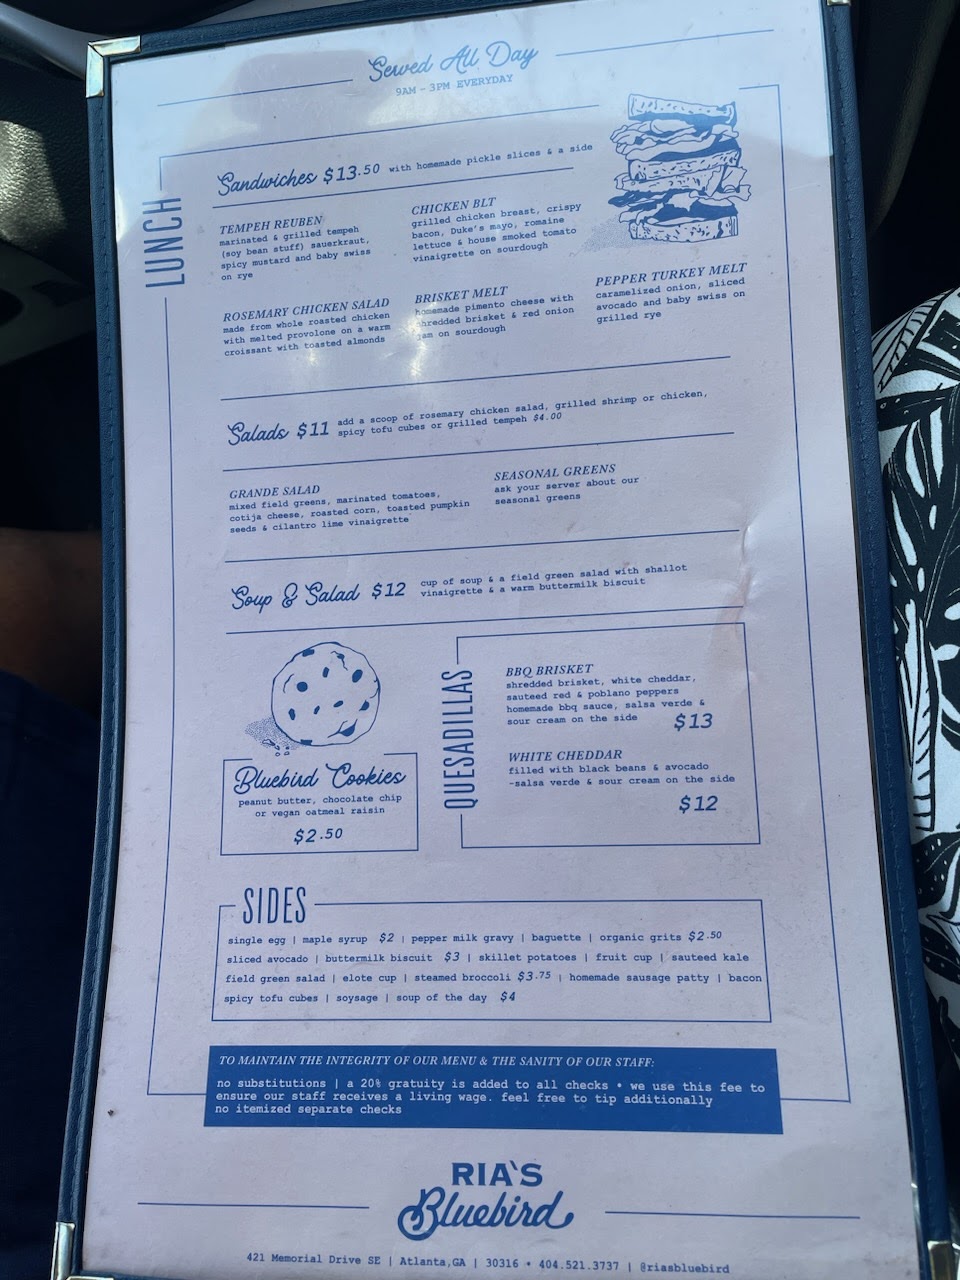 Served All Day
9AM - 3PM EVERYDAY
LUNCH
Sandwiches $13.50 with homemade pickle slices & a side
TEMPEH REUBEN
marinated & grilled tempeh
(soy bean stuff) sauerkraut,
spicy mustard and baby swiss
on rye
CHICKEN BLT
grilled chicken breast, crispy
bacon, Duke's mayo, romaine
lettuce & house smoked tomato
vinaigrette on sourdough
ROSEMARY CHICKEN SALAD
made from whole roasted chicken
with melted provolone on a warm
croissant with toasted almonds
BRISKET MELT
homemade pimento cheese with
shredded brisket & red onion
jam on sourdough
PEPPER TURKEY MELT
caramelized onion, sliced
avocado and baby swiss on
grilled rye
Salads $11 add a scoop of rosemary chicken salad, grilled shrimp or chicken,
spicy tofu cubes or grilled tempeh $4.00
GRANDE SALAD
mixed field greens, marinated tomatoes,
cotija cheese, roasted corn, toasted pumpkin
seeds & cilantro lime vinaigrette
SEASONAL GREENS
ask your server about our
seasonal greens
Soup & Salad $12 cup of soup & a field green salad with shallot
vinaigrette & a warm buttermilk biscuit
Bluebird Cookies
peanut butter, chocolate chip
or vegan oatmeal raisin
$2.50
QUESADILLAS
BBQ BRISKET
shredded brisket, white cheddar,
sauteed red & poblano peppers
homemade bbq sauce, salsa verde &
sour cream on the side $13
WHITE CHEDDAR
filled with black beans & avocado
-salsa verde & sour cream on the side
$12
SIDES
single egg | maple syrup $2 | pepper milk gravy | baguette | organic grits $2.50
sliced avocado | buttermilk biscuit $3 | skillet potatoes | fruit cup | sauteed kale
field green salad | elote cup | steamed broccoli $3.75 | homemade sausage patty | bacon
spicy tofu cubes | soysage | soup of the day $4
TO MAINTAIN THE INTEGRITY OF OUR MENU & THE SANITY OF OUR STAFF:
no substitutions | a 20% gratuity is added to all checks • we use this fee to
ensure our staff receives a living wage. feel free to tip additionally
no itemized separate checks
RIA'S
Bluebird
421 Memorial Drive SE | Atlanta,GA | 30316 • 404.521.3737 | @riasbluebird